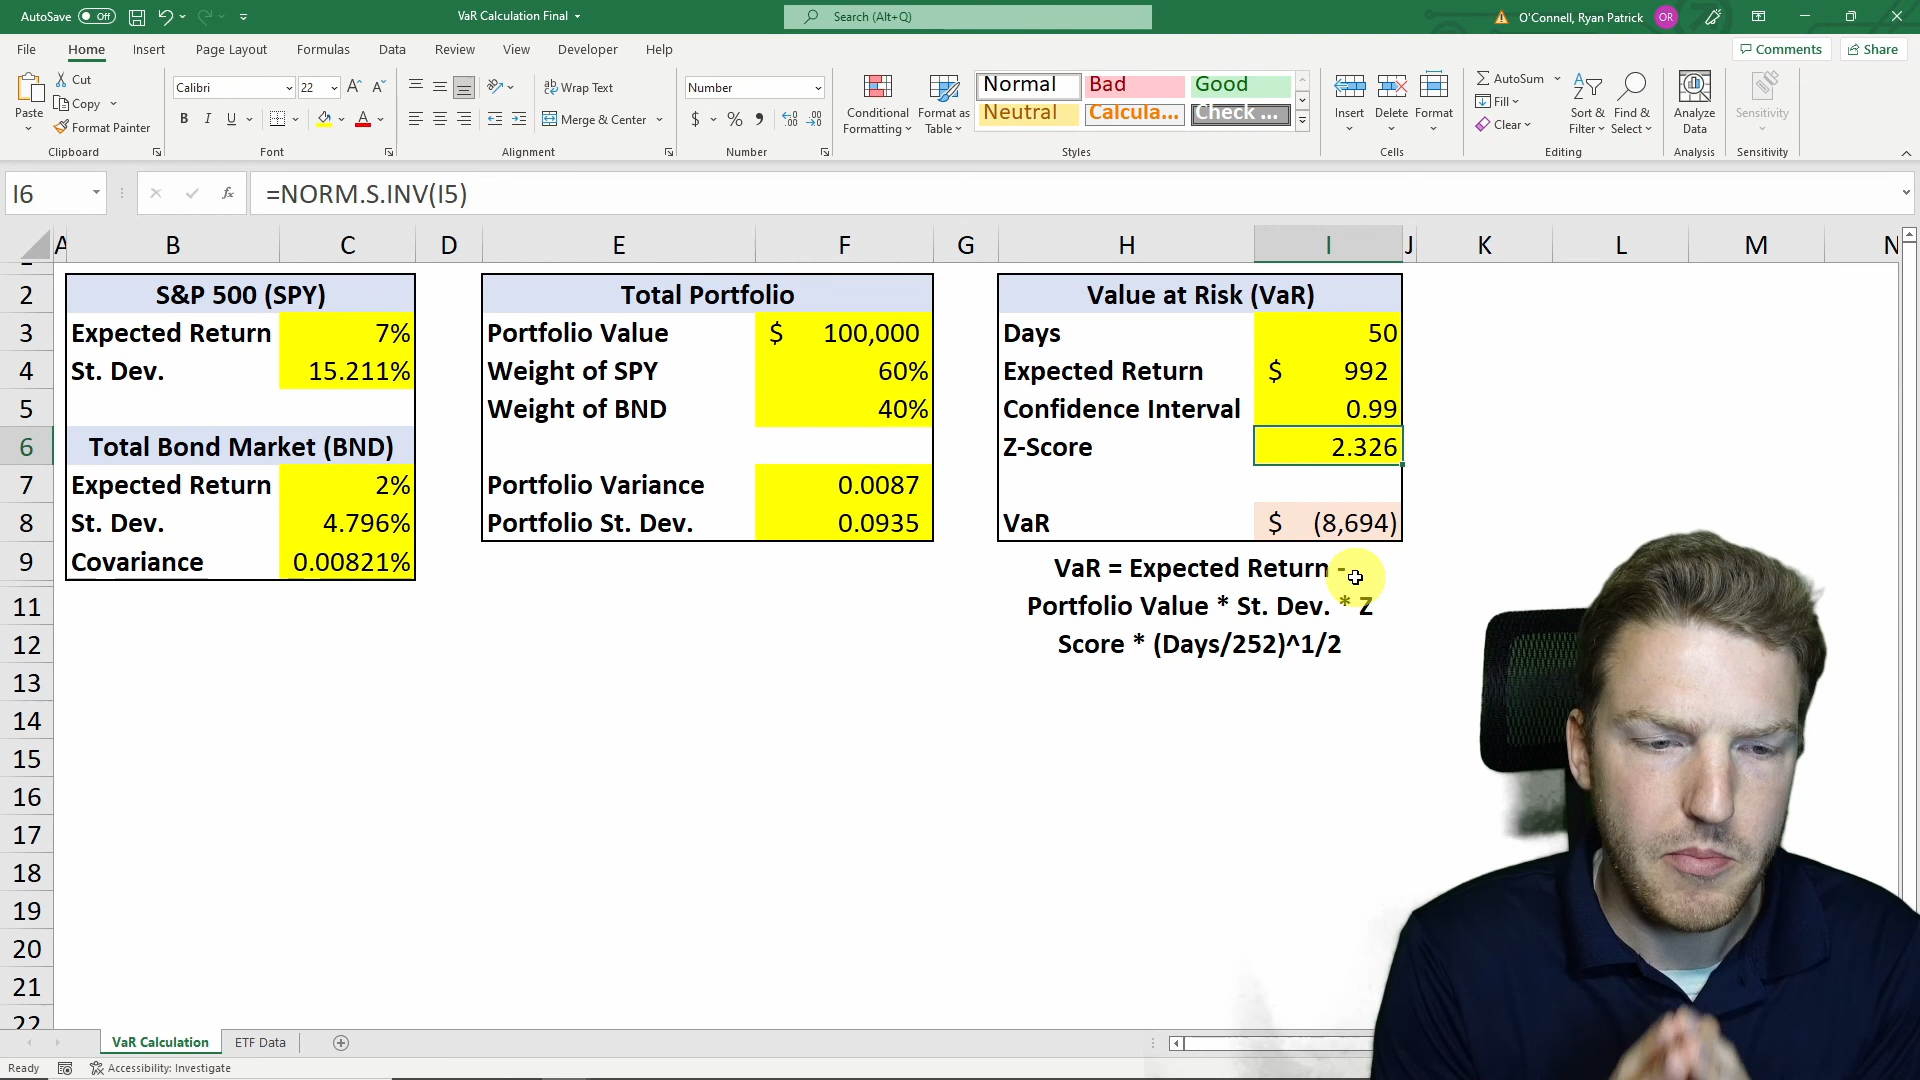 AutoSave Off
VaR Calculation Final
Search (Alt+Q)
O'Connell, Ryan Patrick OR
File Home Insert Page Layout Formulas Data Review View Developer Help
Comments Share
Paste
Cut
Copy
Format Painter
Clipboard
Calibri 22
B I U
Font
Wrap Text
Merge & Center
Alignment
Number
$ % 9
Number
Conditional Formatting
Format as Table
Normal Bad Good
Neutral Calcula... Check ...
Styles
Insert Delete Format
Cells
AutoSum
Fill
Clear
Sort & Filter
Find & Select
Editing
Analyze Data
Analysis
Sensitivity
Sensitivity
I6 fx =NORM.S.INV(I5)
A B C D E F G H I J K L M N
2 S&P 500 (SPY) Total Portfolio Value at Risk (VaR)
3 Expected Return 7% Portfolio Value $ 100,000 Days 50
4 St. Dev. 15.211% Weight of SPY 60% Expected Return $ 992
5 Weight of BND 40% Confidence Interval 0.99
6 Total Bond Market (BND) Z-Score 2.326
7 Expected Return 2% Portfolio Variance 0.0087
8 St. Dev. 4.796% Portfolio St. Dev. 0.0935 VaR $ (8,694)
9 Covariance 0.00821% VaR = Expected Return -
11 Portfolio Value * St. Dev. * Z
12 Score * (Days/252)^1/2
13
14
15
16
17
18
19
20
21
22
VaR Calculation ETF Data
Ready Accessibility: Investigate